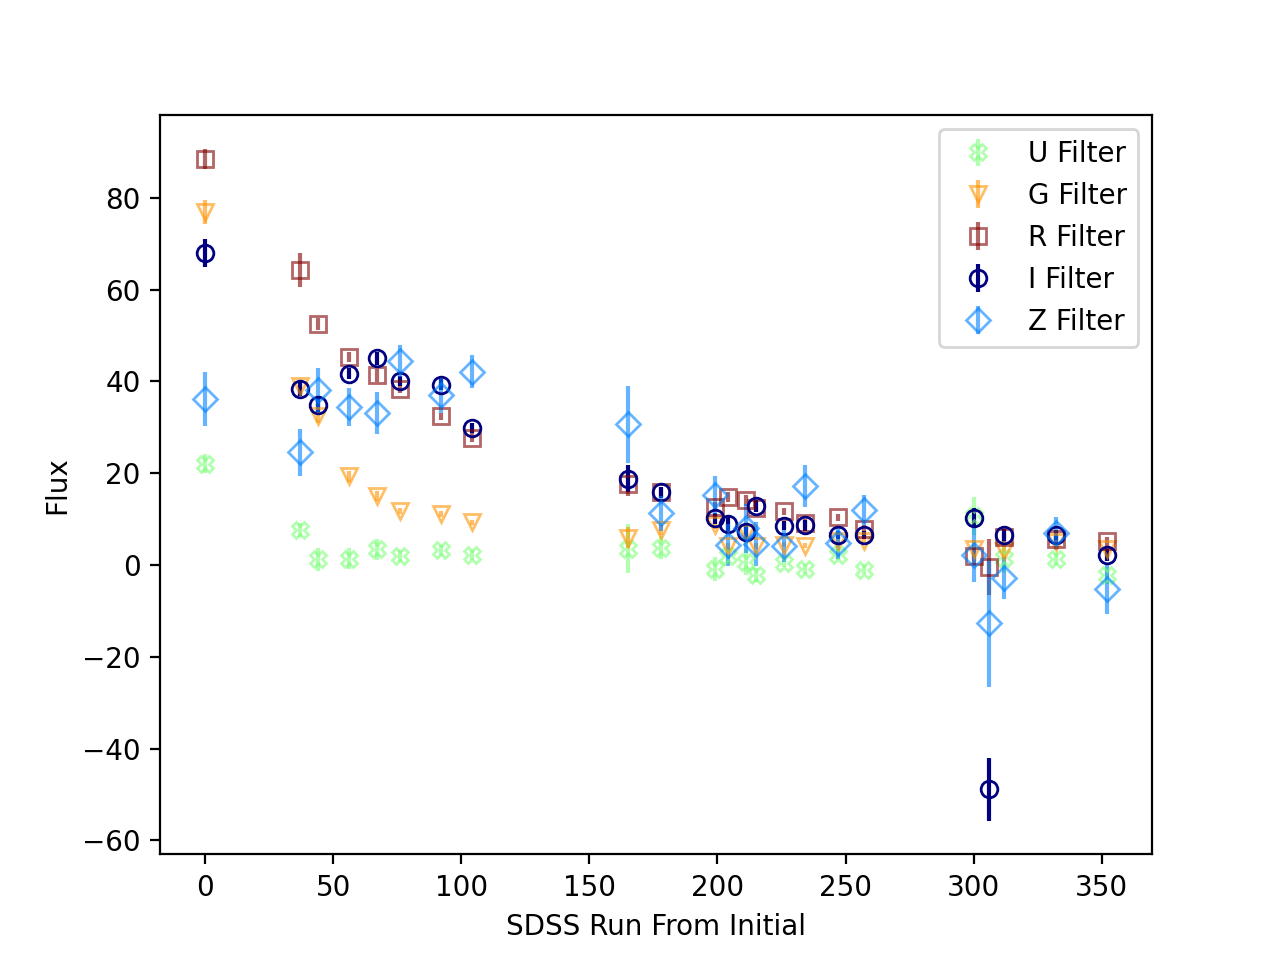 U Filter
G Filter
R Filter
I Filter
Z Filter
80
60
40
20
0
−20
−40
−60
Flux
0 50 100 150 200 250 300 350
SDSS Run From Initial